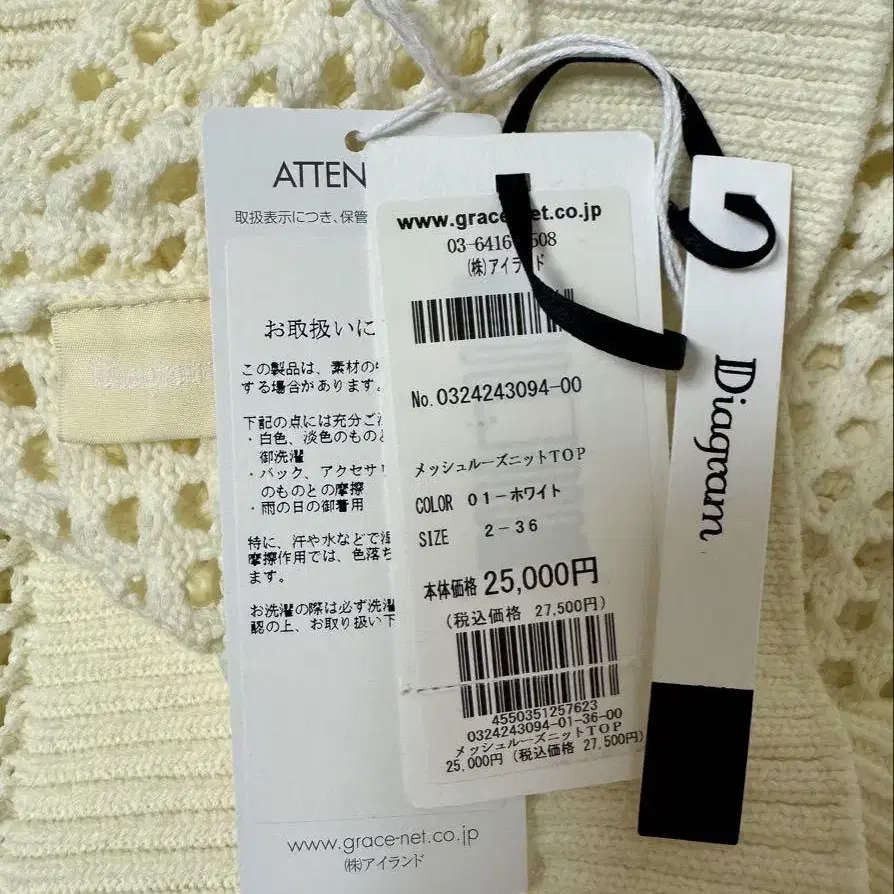 ATTEN
取扱表示につき、保管
お取扱いに
この製品は、素材の
する場合があります。
下記の点には充分ご
・白色、淡色のものと
御洗濯
・バック、アクセサリ
のものとの摩擦
・雨の日の御着用
特に、汗や水などで湿
摩擦作用では、色落ち
ます。
お洗濯の際は必ず洗濯
認の上、お取り扱い下
www.grace-net.co.jp
(株)アイランド
www.grace-net.co.jp
03-6416 508
(株)アイランド
No.0324243094-00
メッシュルーズニットTOP
COLOR 01-ホワイト
SIZE 2-36
本体価格 25,000円
(税込価格 27,500円)
4550351257623
0324243094-01-36-00
メッシュルーズニットTOP
25,000円 (税込価格 27,500円)
Diagram